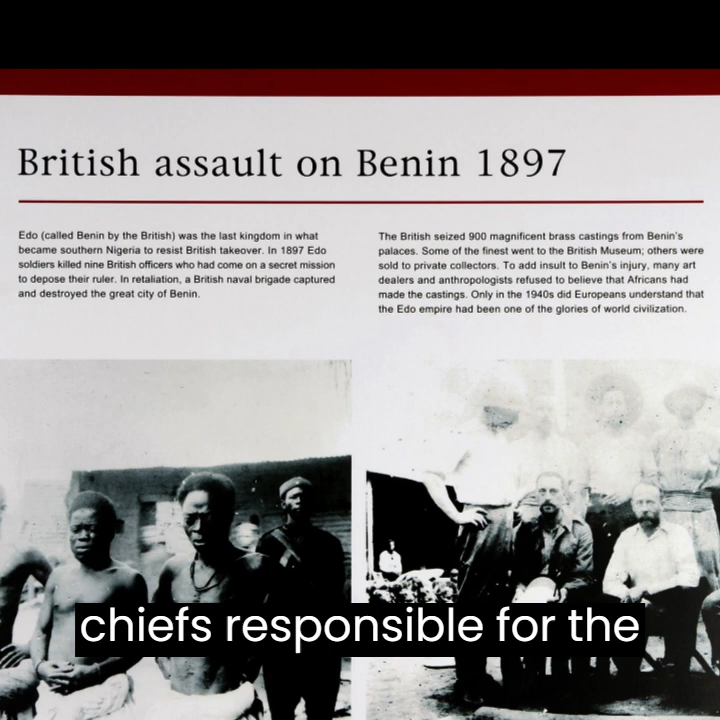 British assault on Benin 1897
Edo (called Benin by the British) was the last kingdom in what
became southern Nigeria to resist British takeover. In 1897 Edo
soldiers killed nine British officers who had come on a secret mission
to depose their ruler. In retaliation, a British naval brigade captured
and destroyed the great city of Benin.
The British seized 900 magnificent brass castings from Benin's
palaces. Some of the finest went to the British Museum; others were
sold to private collectors. To add insult to Benin's injury, many art
dealers and anthropologists refused to believe that Africans had
made the castings. Only in the 1940s did Europeans understand that
the Edo empire had been one of the glories of world civilization.
chiefs responsible for the